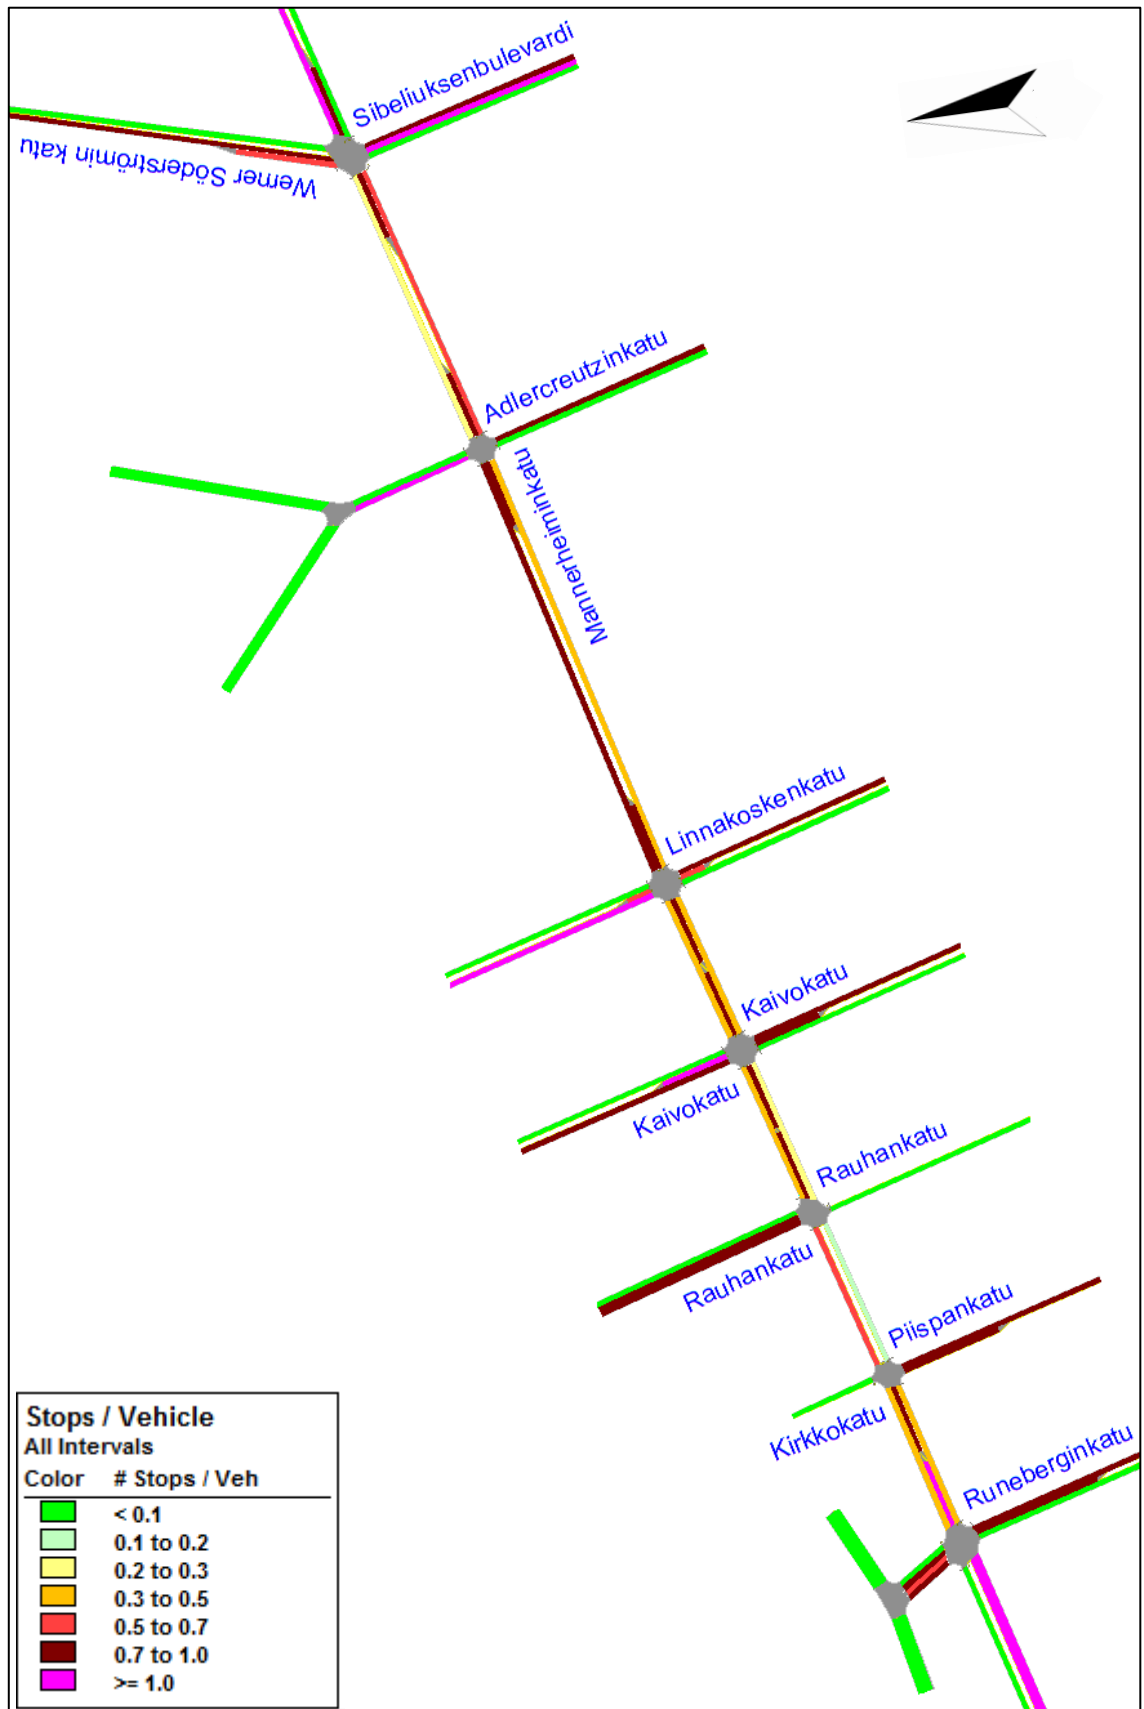 Sibeliuksenbulevardi
Werner Söderströmin katu
Adlercreutzinkatu
Mannerheiminkatu
Linnakoskenkatu
Kaivokatu
Kaivokatu
Rauhankatu
Rauhankatu
Piispankatu
Kirkkokatu
Runeberginkatu
Stops / Vehicle
All Intervals
Color # Stops / Veh
< 0.1
0.1 to 0.2
0.2 to 0.3
0.3 to 0.5
0.5 to 0.7
0.7 to 1.0
>= 1.0